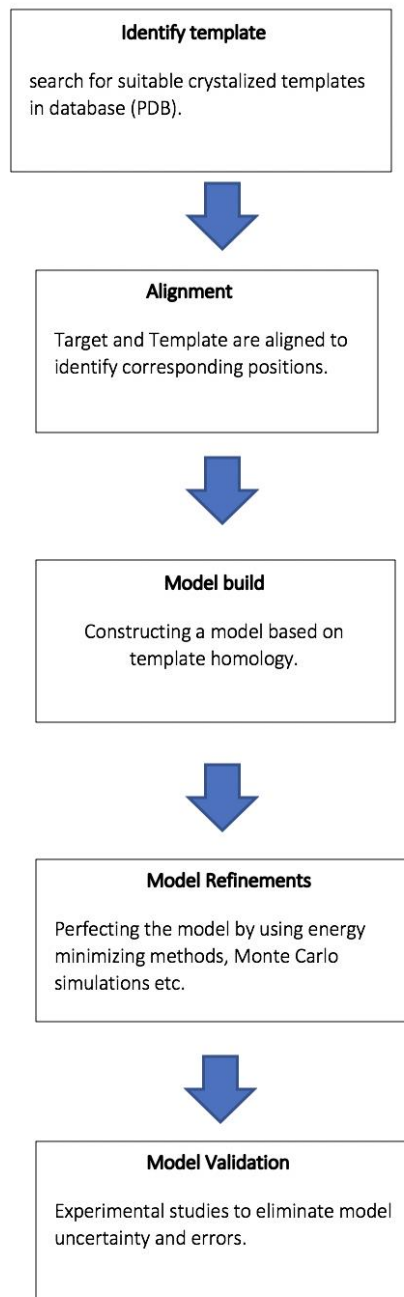 Identify template
search for suitable crystalized templates
in database (PDB).
Alignment
Target and Template are aligned to
identify corresponding positions.
Model build
Constructing a model based on
template homology.
Model Refinements
Perfecting the model by using energy
minimizing methods, Monte Carlo
simulations etc.
Model Validation
Experimental studies to eliminate model
uncertainty and errors.